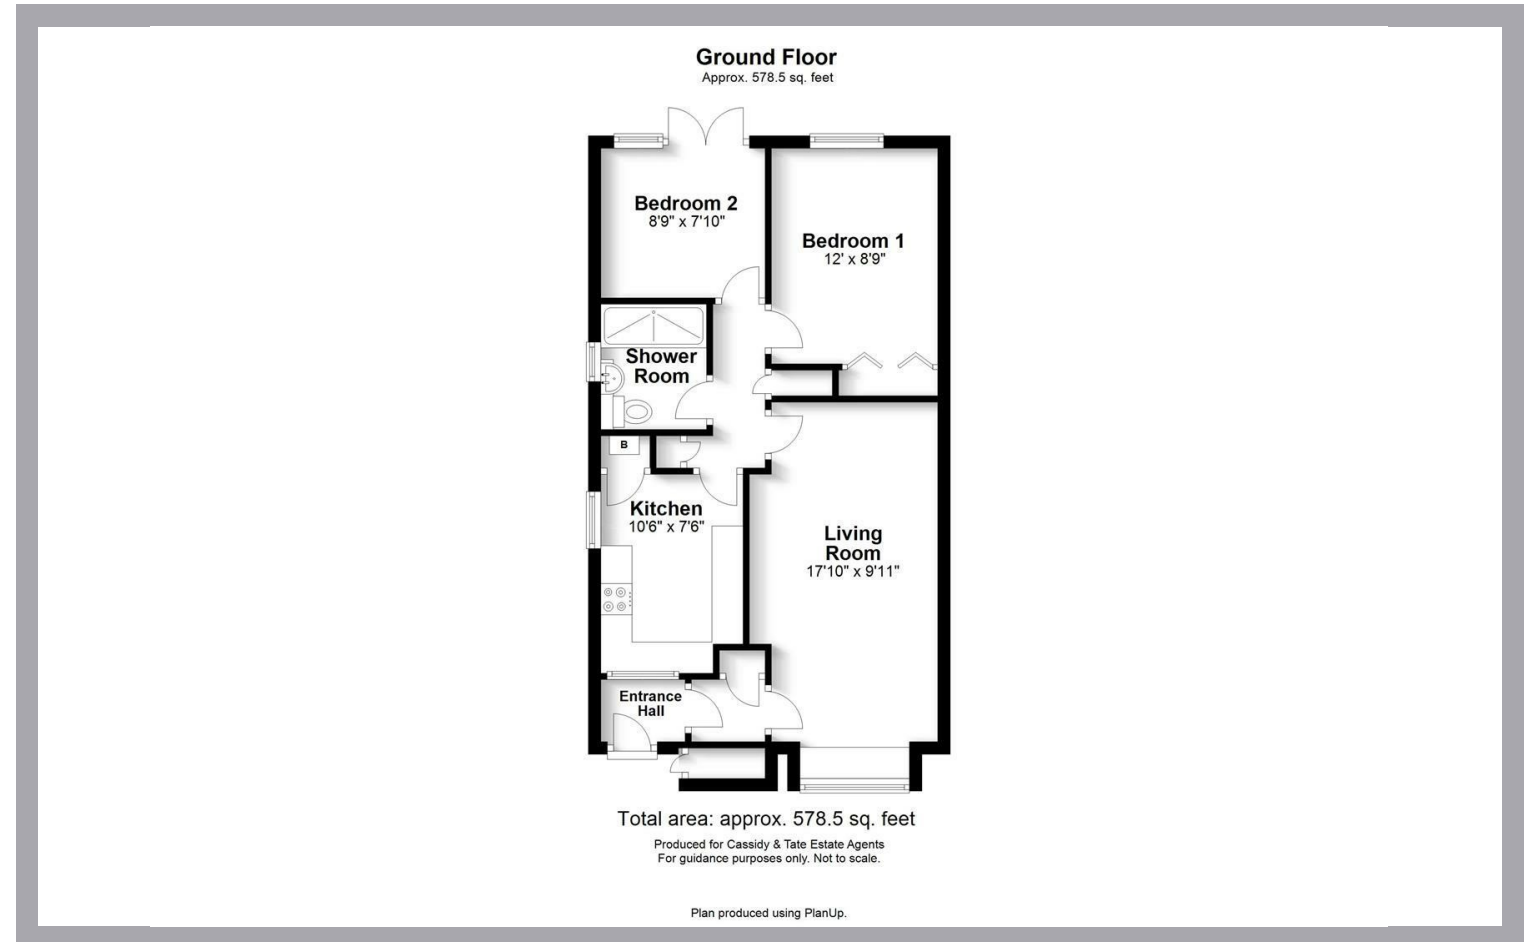 Ground Floor
Approx. 578.5 sq. feet
Bedroom 2
8'9" x 7'10"
Bedroom 1
12' x 8'9"
Shower
Room
B
Kitchen
10'6" x 7'6"
Living
Room
17'10" x 9'11"
Entrance
Hall
Total area: approx. 578.5 sq. feet
Produced for Cassidy & Tate Estate Agents
For guidance purposes only. Not to scale.
Plan produced using PlanUp.